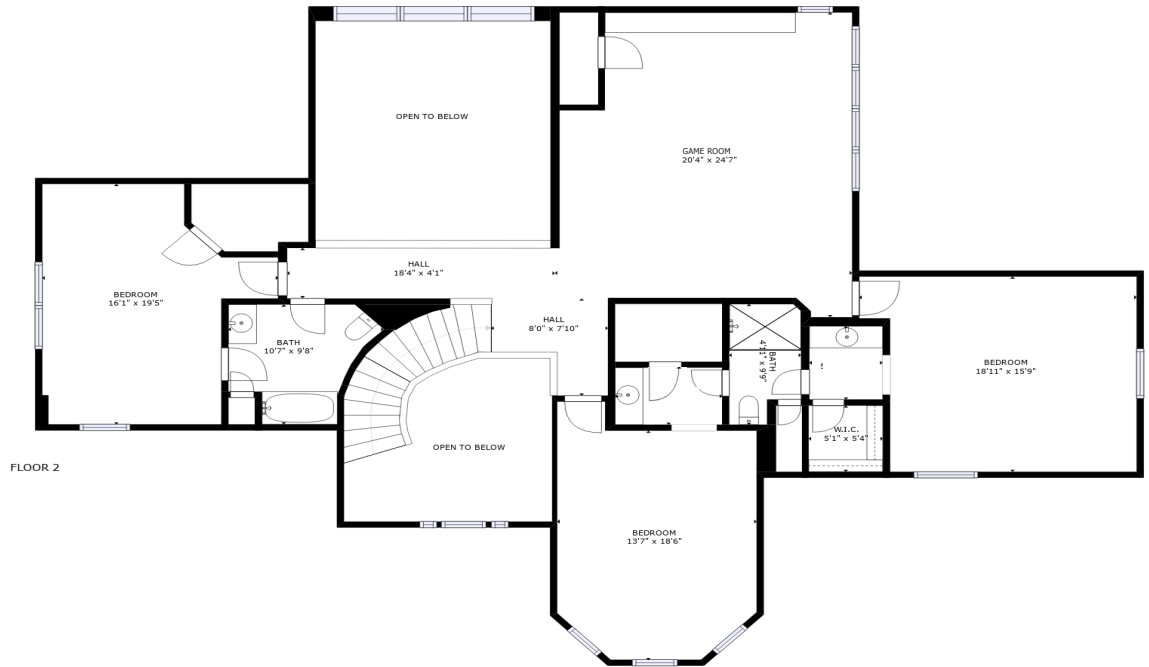 OPEN TO BELOW
GAME ROOM
20'4" x 24'7"
HALL
18'4" x 4'1"
BEDROOM
16'1" x 19'5"
HALL
8'0" x 7'10"
BATH
10'7" x 9'8"
BATH
4'11" x 9'9"
BEDROOM
18'11" x 15'9"
W.I.C.
5'1" x 5'4"
OPEN TO BELOW
FLOOR 2
BEDROOM
13'7" x 18'6"